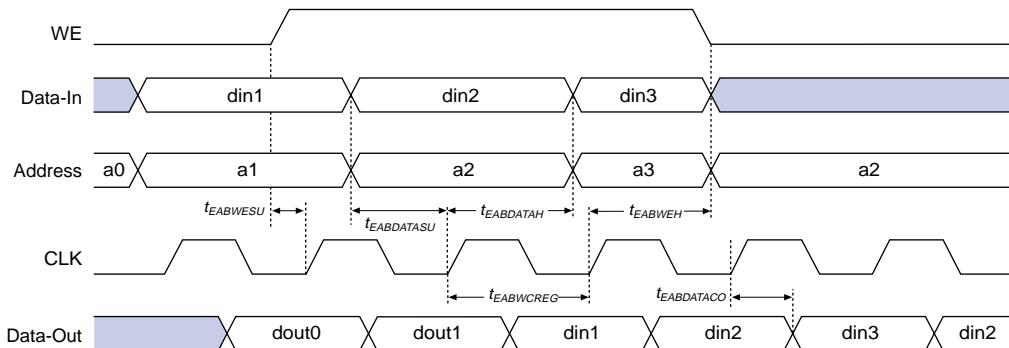 WE
Data-In din1 din2 din3
Address a0 a1 a2 a3 a2
tEABWESU tEABDATASU tEABDATAH tEABWEH
CLK
tEABWCREG tEABDATACO
Data-Out dout0 dout1 din1 din2 din3 din2